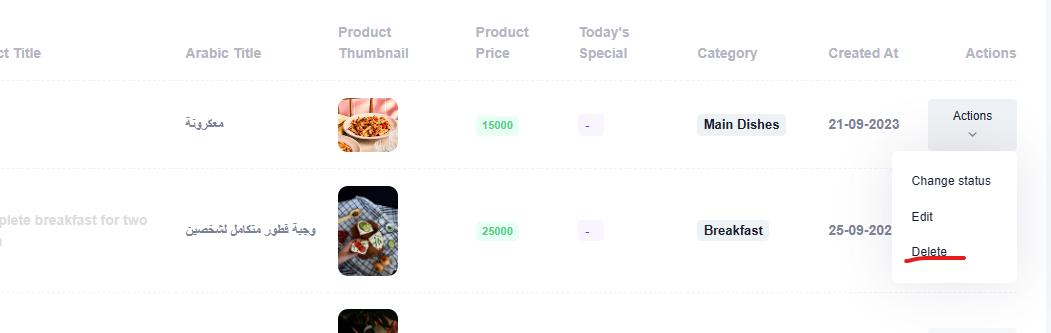 ct Title
Arabic Title
Product
Thumbnail
Product
Price
Today's
Special
Category
Created At
Actions
معكرونة
15000
-
Main Dishes
21-09-2023
Actions
Change status
Edit
Delete
plete breakfast for two
وجبة فطور متكامل لشخصين
25000
-
Breakfast
25-09-202